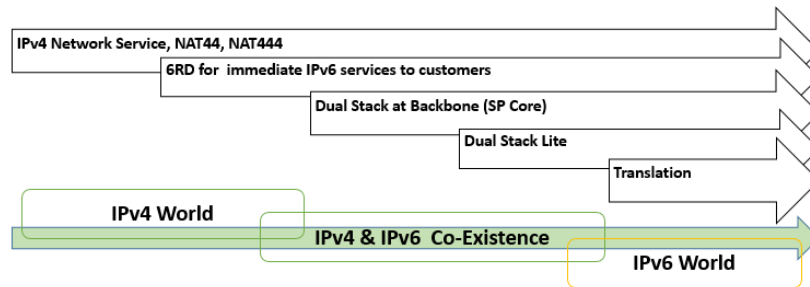 IPv4 Network Service, NAT44, NAT444
6RD for immediate IPv6 services to customers
Dual Stack at Backbone (SP Core)
Dual Stack Lite
Translation
IPv4 World
IPv4 & IPv6 Co-Existence
IPv6 World